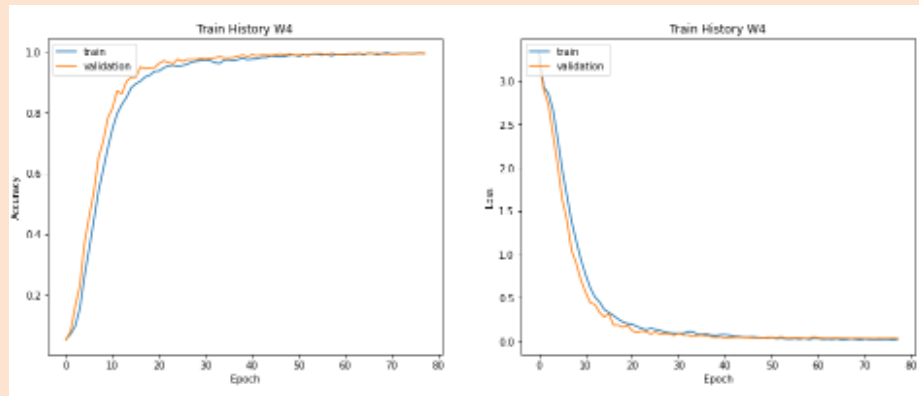 Train History W4
train
validation
1.0
0.8
0.6
0.4
0.2
Accuracy
0 10 20 30 40 50 60 70 80
Epoch
Train History W4
train
validation
3.0
2.5
2.0
1.5
1.0
0.5
0.0
Loss
0 10 20 30 40 50 60 70 80
Epoch